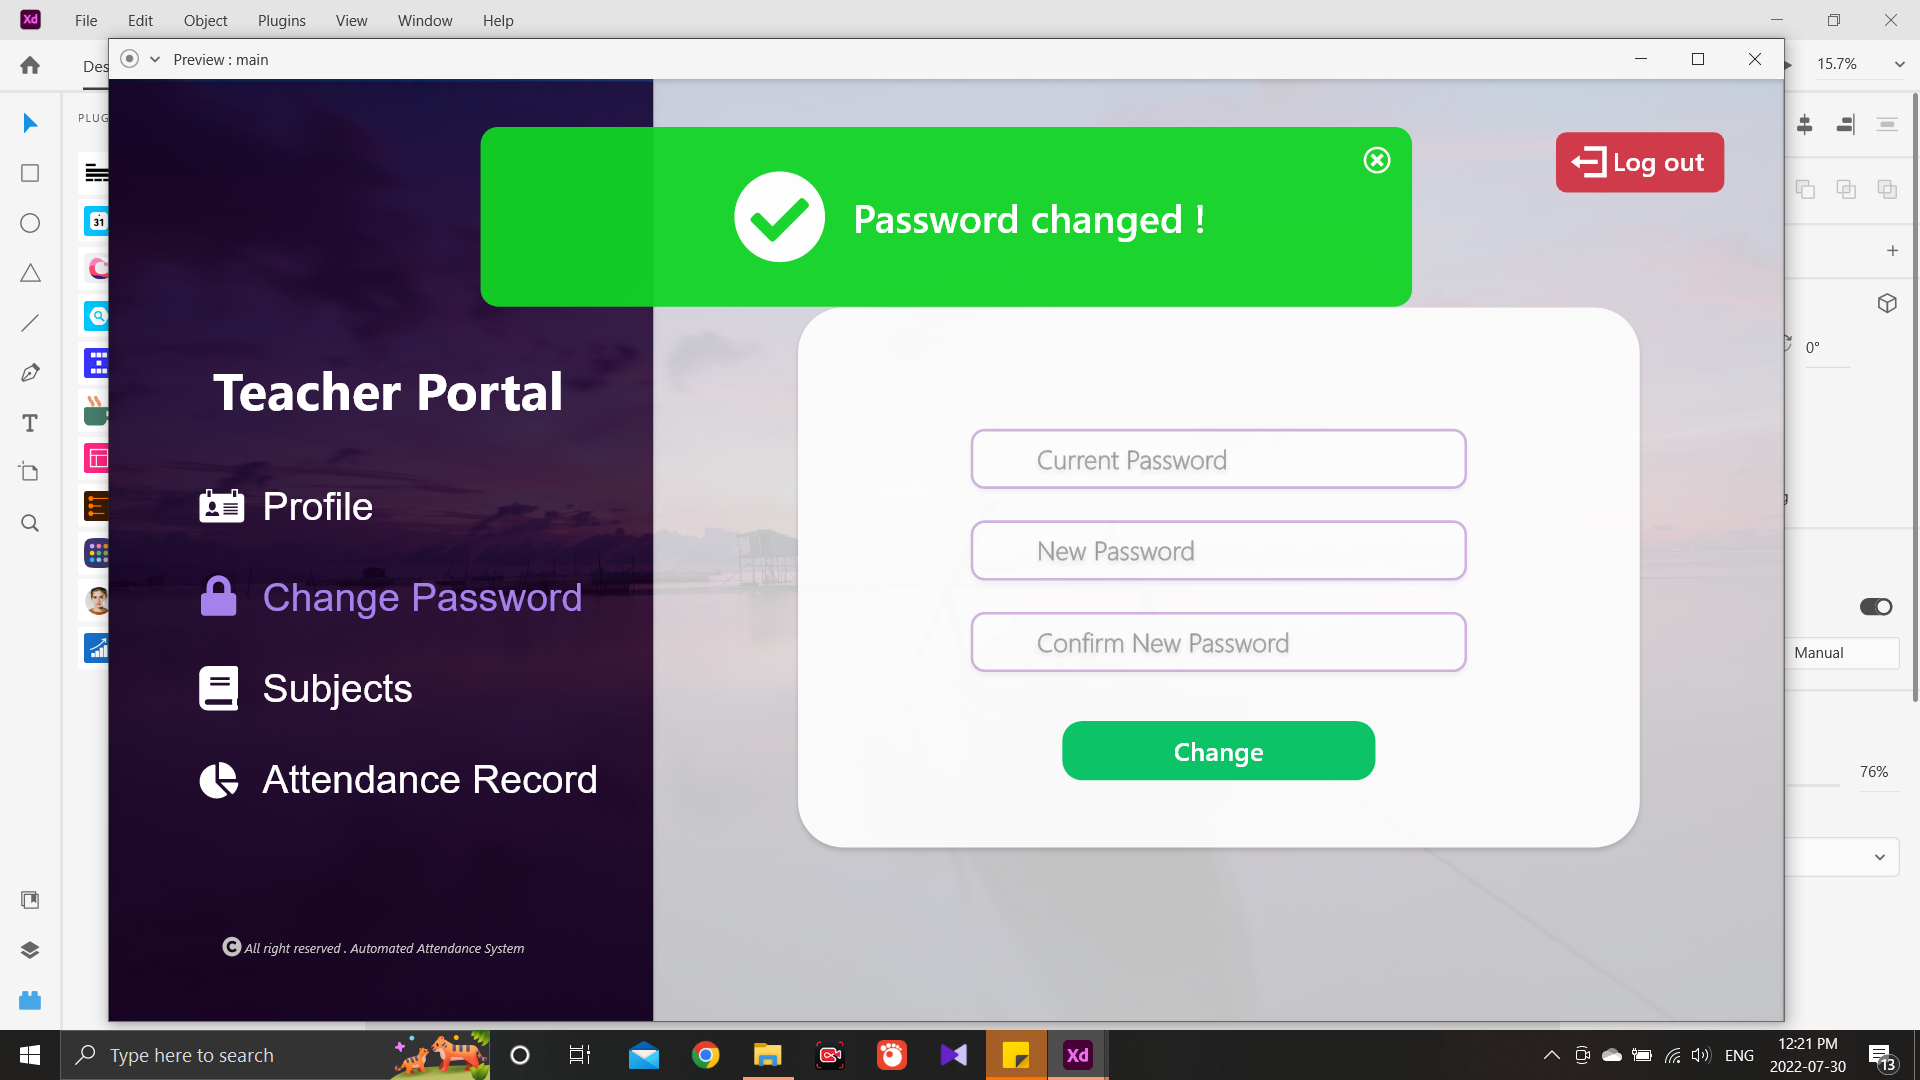 Xd File Edit Object Plugins View Window Help
Des
Preview : main
15.7%
PLUG
31
Password changed !
Log out
0°
Teacher Portal
Profile
Change Password
Subjects
Attendance Record
Current Password
New Password
Confirm New Password
Change
Manual
76%
C All right reserved . Automated Attendance System
Type here to search
Xd
ENG
12:21 PM
2022-07-30
13